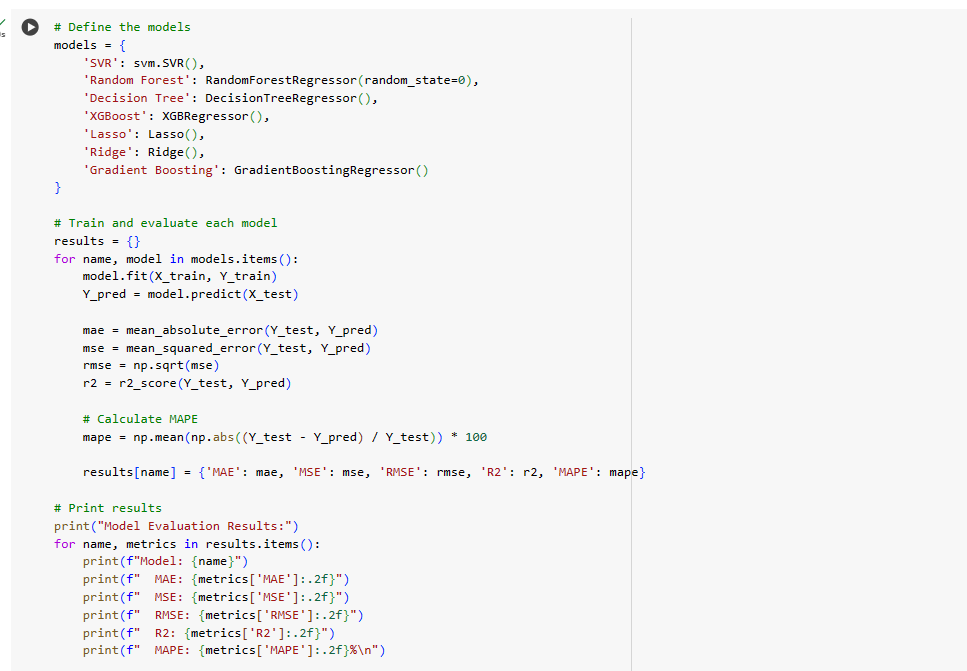 # Define the models
models = {
    'SVR': svm.SVR(),
    'Random Forest': RandomForestRegressor(random_state=0),
    'Decision Tree': DecisionTreeRegressor(),
    'XGBoost': XGBRegressor(),
    'Lasso': Lasso(),
    'Ridge': Ridge(),
    'Gradient Boosting': GradientBoostingRegressor()
}

# Train and evaluate each model
results = {}
for name, model in models.items():
    model.fit(X_train, Y_train)
    Y_pred = model.predict(X_test)

    mae = mean_absolute_error(Y_test, Y_pred)
    mse = mean_squared_error(Y_test, Y_pred)
    rmse = np.sqrt(mse)
    r2 = r2_score(Y_test, Y_pred)

    # Calculate MAPE
    mape = np.mean(np.abs((Y_test - Y_pred) / Y_test)) * 100

    results[name] = {'MAE': mae, 'MSE': mse, 'RMSE': rmse, 'R2': r2, 'MAPE': mape}

# Print results
print("Model Evaluation Results:")
for name, metrics in results.items():
    print(f"Model: {name}")
    print(f"  MAE: {metrics['MAE']:.2f}")
    print(f"  MSE: {metrics['MSE']:.2f}")
    print(f"  RMSE: {metrics['RMSE']:.2f}")
    print(f"  R2: {metrics['R2']:.2f}")
    print(f"  MAPE: {metrics['MAPE']:.2f}%\n")